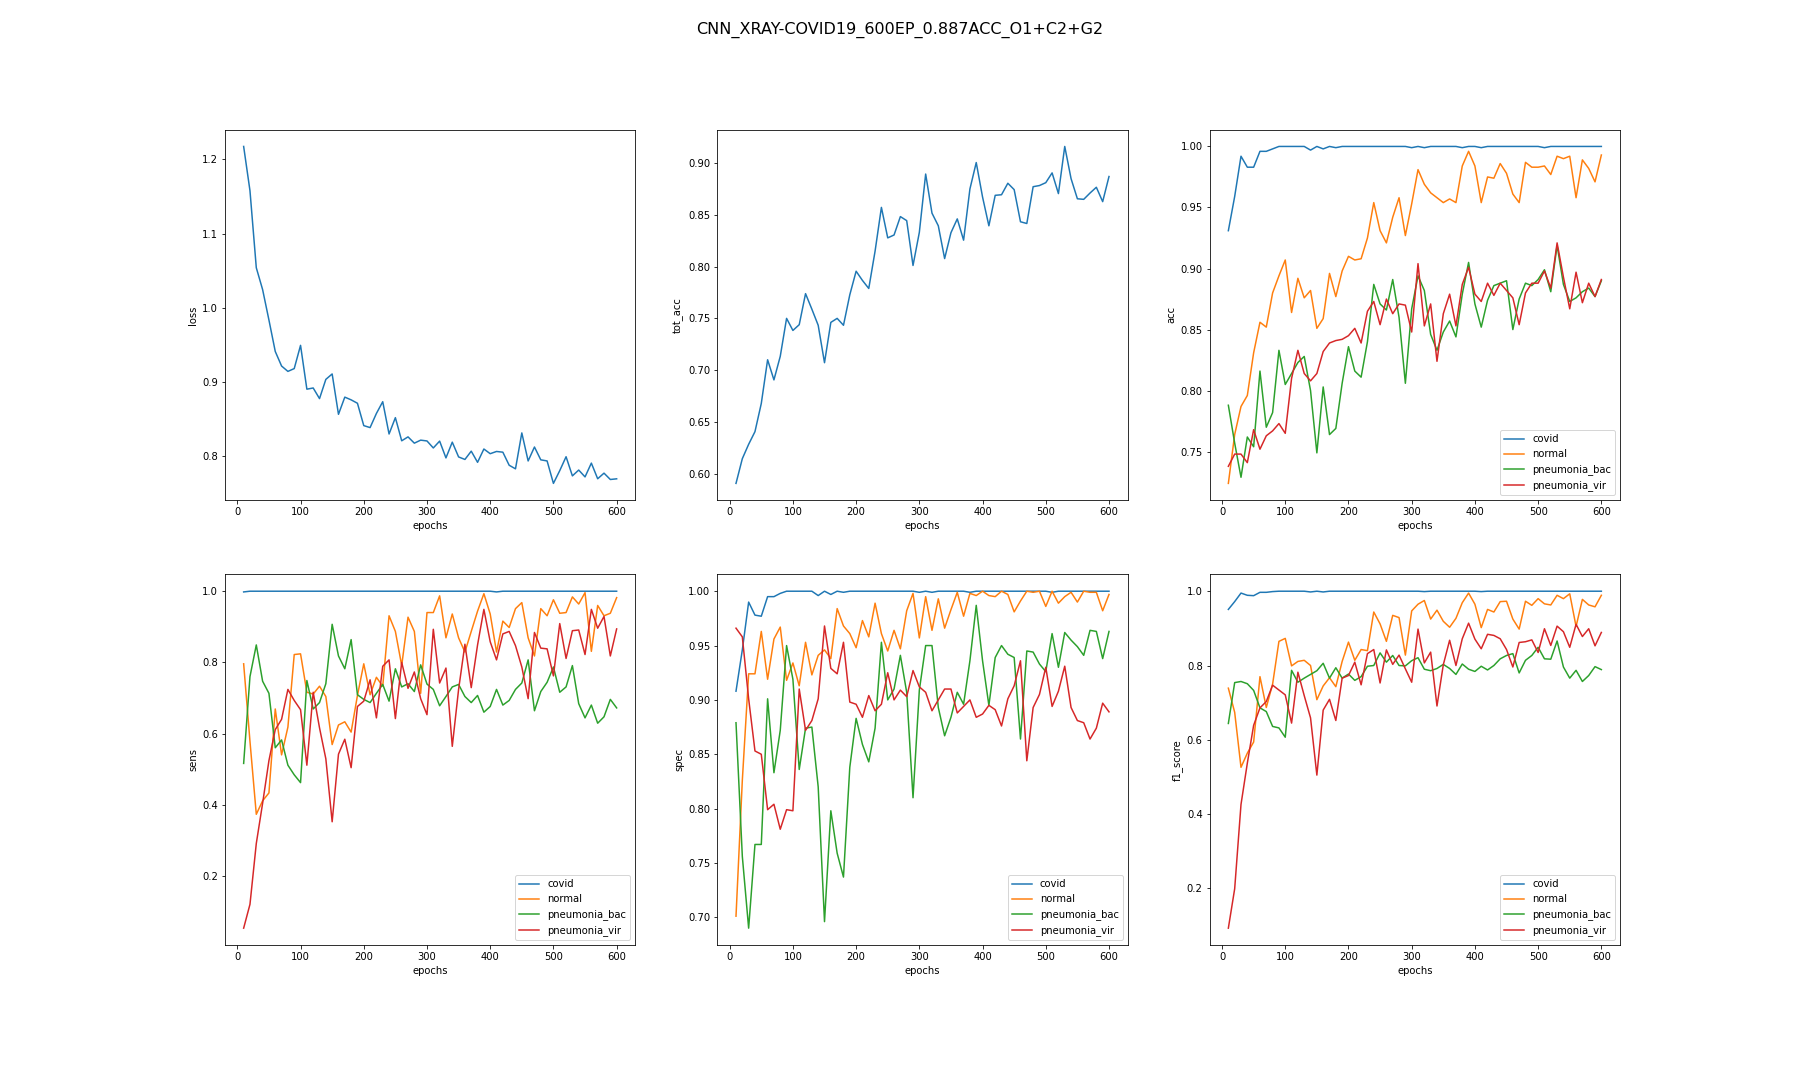 CNN_XRAY-COVID19_600EP_0.887ACC_O1+C2+G2
1.2
1.1
1.0
0.9
0.8
loss
0 100 200 300 400 500 600
epochs
0.90
0.85
0.80
0.75
0.70
0.65
0.60
tot_acc
0 100 200 300 400 500 600
epochs
1.00
0.95
0.90
0.85
0.80
0.75
acc
covid
normal
pneumonia_bac
pneumonia_vir
0 100 200 300 400 500 600
epochs
1.0
0.8
0.6
0.4
0.2
sens
covid
normal
pneumonia_bac
pneumonia_vir
0 100 200 300 400 500 600
epochs
1.00
0.95
0.90
0.85
0.80
0.75
0.70
spec
covid
normal
pneumonia_bac
pneumonia_vir
0 100 200 300 400 500 600
epochs
1.0
0.8
0.6
0.4
0.2
f1_score
covid
normal
pneumonia_bac
pneumonia_vir
0 100 200 300 400 500 600
epochs